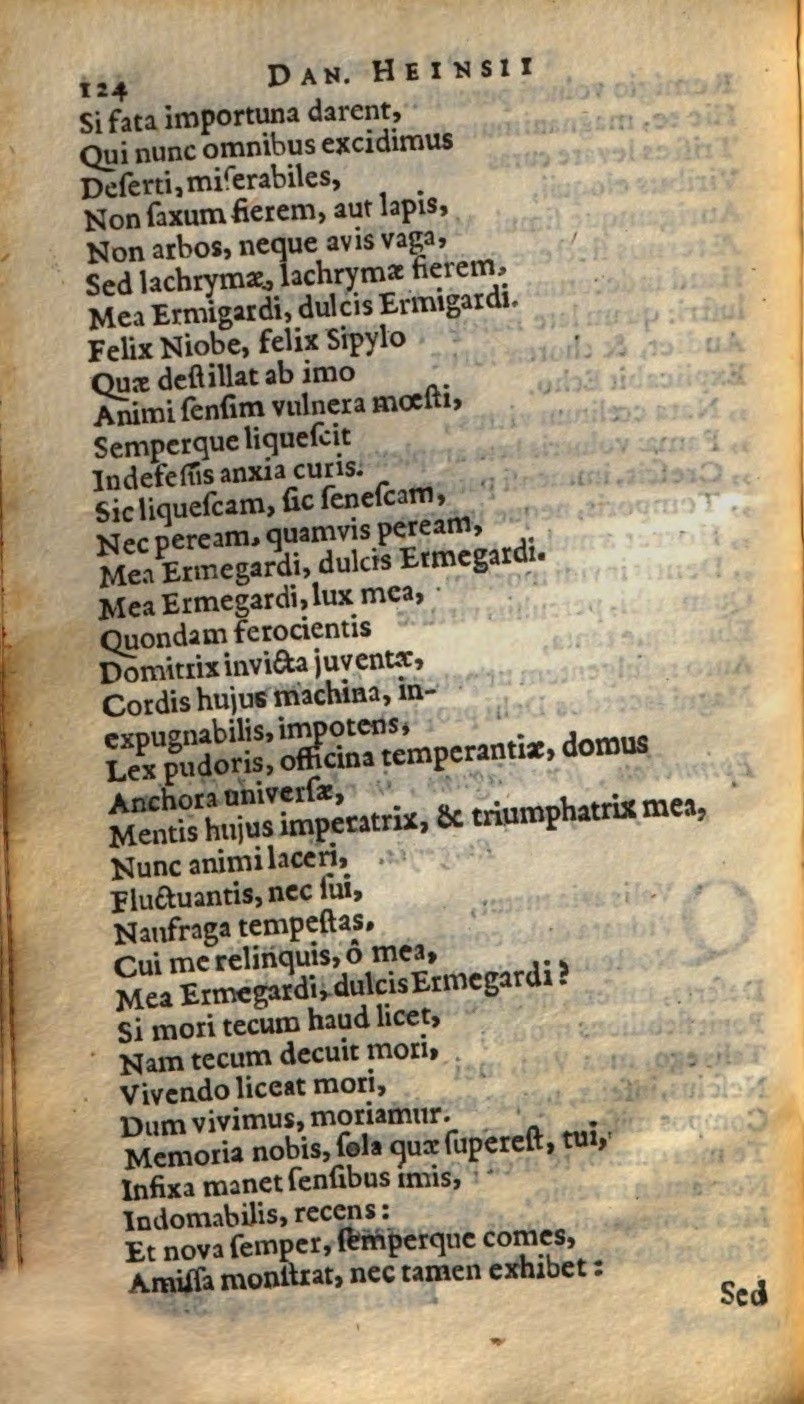 124 DAN. HEINSII
Si fata importuna darent,
Qui nunc omnibus excidimus
Deſerti, miſerabiles,
Non ſaxum fierem, aut lapis,
Non arbos, neque avis vaga,
Sed lachrymæ, lachrymæ fierem,
Mea Ermigardi, dulcis Ermigardi.
Felix Niobe, felix Sipylo
Quæ deſtillat ab imo
Animi ſenſim vulnera mœſti,
Semperque liqueſcit
Indefeſſis anxia curis.
Sic liqueſcam, ſic ſeneſcam,
Nec peream, quamvis peream,
Mea Ermegardi, dulcis Ermegardi.
Mea Ermegardi, lux mea,
Quondam ferocientis
Domitrix invicta juventæ,
Cordis hujus machina, in-
expugnabilis, impotens,
Lex pudoris, officina temperantiæ, domus
Anchora univerſæ,
Mentis hujus imperatrix, & triumphatrix mea,
Nunc animi laceri,
Fluctuantis, nec ſui,
Naufraga tempeſtas,
Cui me relinquis, ô mea,
Mea Ermegardi, dulcis Ermegardi?
Si mori tecum haud licet,
Nam tecum decuit mori,
Vivendo liceat mori,
Dum vivimus, moriamur.
Memoria nobis, ſola quæ ſupereſt, tui,
Infixa manet ſenſibus imis,
Indomabilis, recens:
Et nova ſemper, ſemperque comes,
Amiſſa monſtrat, nec tamen exhibet:
Sed